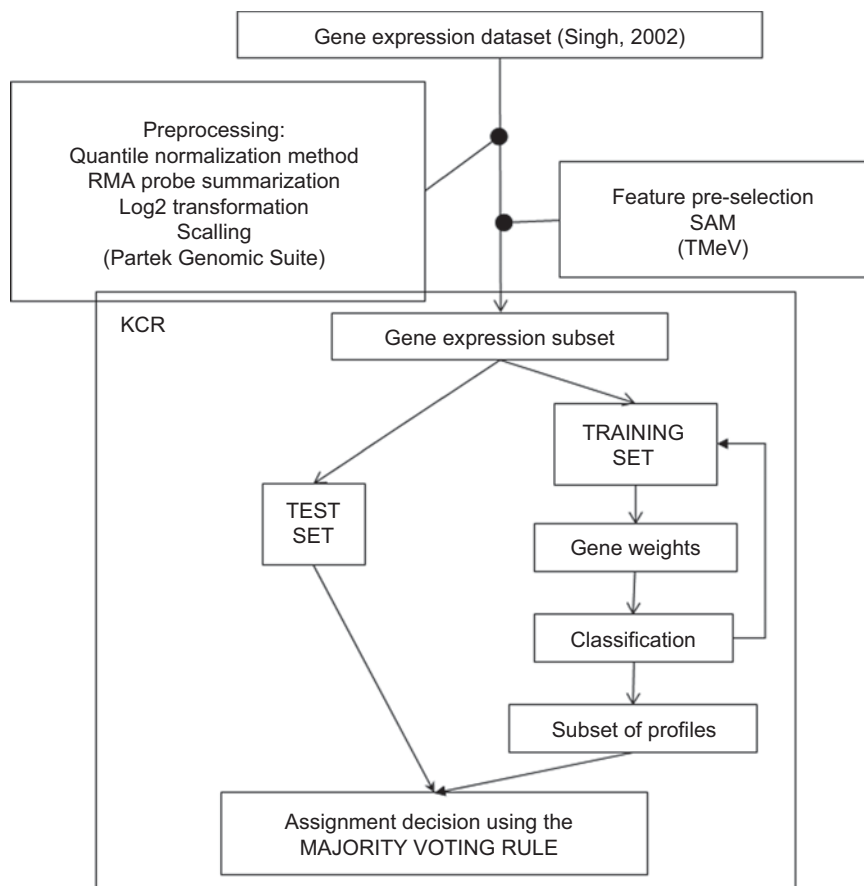 Gene expression dataset (Singh, 2002)
Preprocessing:
Quantile normalization method
RMA probe summarization
Log2 transformation
Scalling
(Partek Genomic Suite)
Feature pre-selection
SAM
(TMeV)
KCR
Gene expression subset
TRAINING
SET
TEST
SET
Gene weights
Classification
Subset of profiles
Assignment decision using the
MAJORITY VOTING RULE